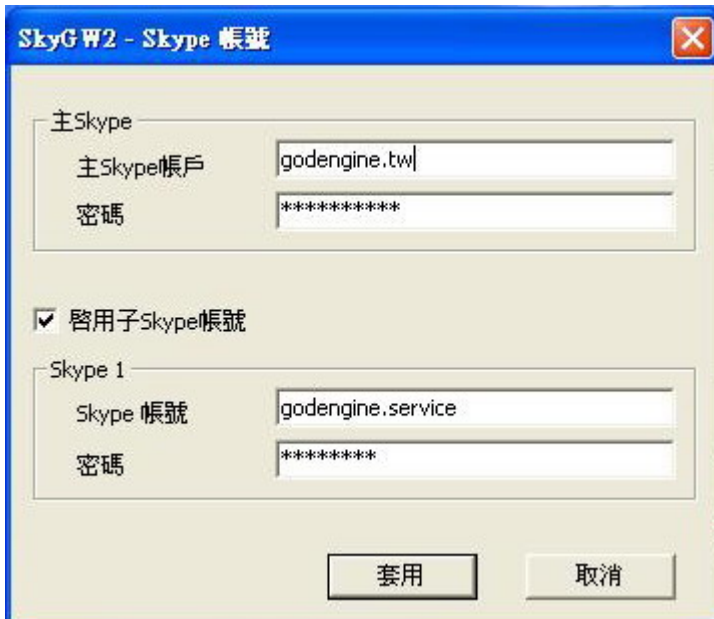 SkyGW2 - Skype 帳號
主Skype
主Skype帳戶 godengine.tw
密碼 **********
啓用子Skype帳號
Skype 1
Skype 帳號 godengine.service
密碼 ********
套用 取消